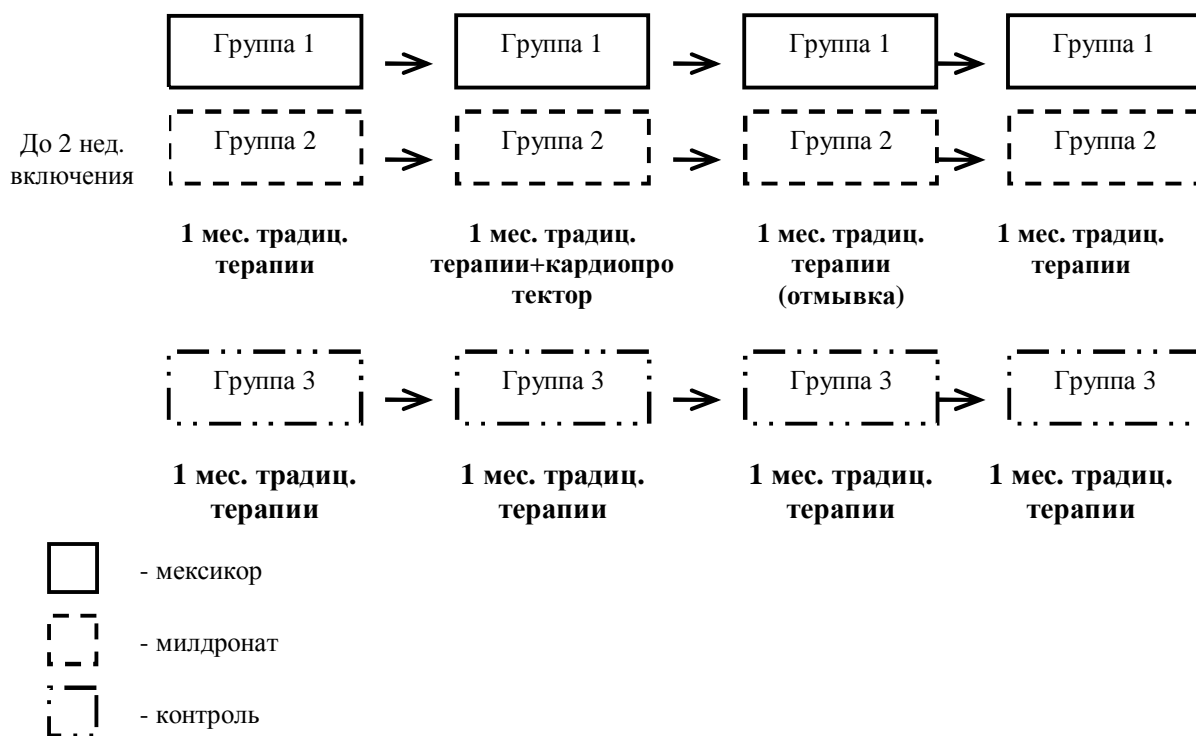 Группа 1
Группа 1
Группа 1
Группа 1
До 2 нед.
включения
Группа 2
Группа 2
Группа 2
Группа 2
1 мес. традиц.
терапии
1 мес. традиц.
терапии+кардиопро
тектор
1 мес. традиц.
терапии
(отмывка)
1 мес. традиц.
терапии
Группа 3
Группа 3
Группа 3
Группа 3
1 мес. традиц.
терапии
1 мес. традиц.
терапии
1 мес. традиц.
терапии
1 мес. традиц.
терапии
- мексикор
- милдронат
- контроль